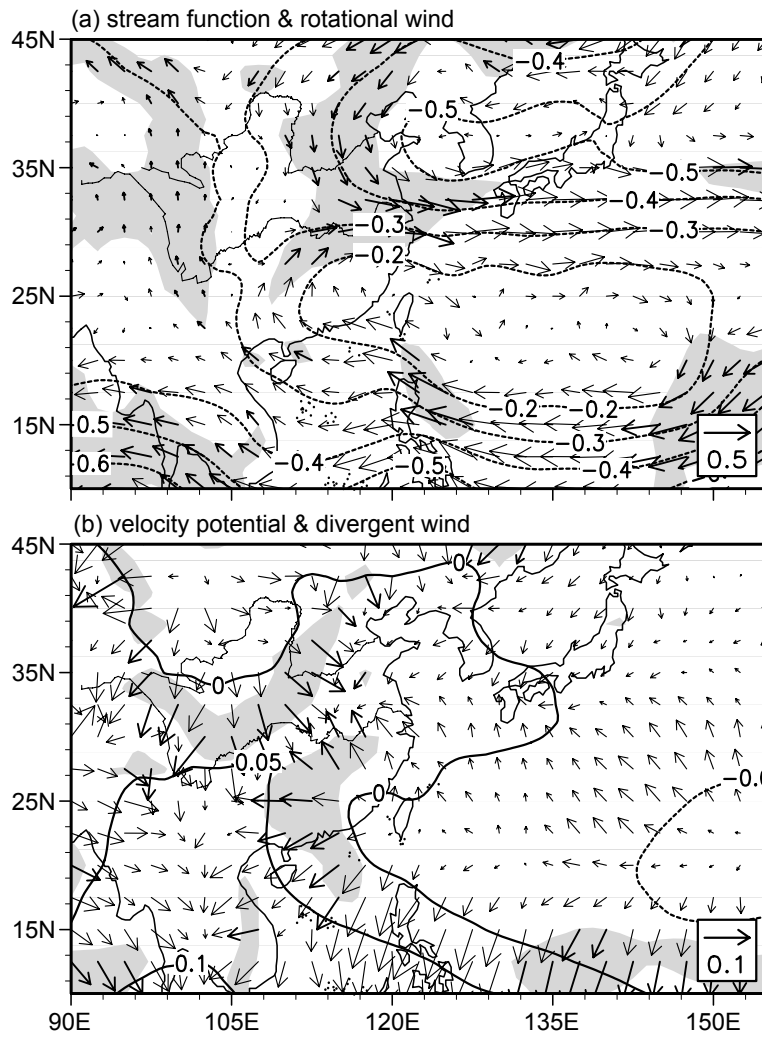 (a) stream function & rotational wind
45N
−0.4
−0.5
35N
−0.5
−0.4
−0.3
−0.3
−0.2
25N
−0.2
−0.2
15N
0.5
−0.3
−0.4
−0.5
−0.4
0.6
0.5
(b) velocity potential & divergent wind
45N
0
35N
0
0.05
25N
0
15N
0.1
0.1
90E
105E
120E
135E
150E